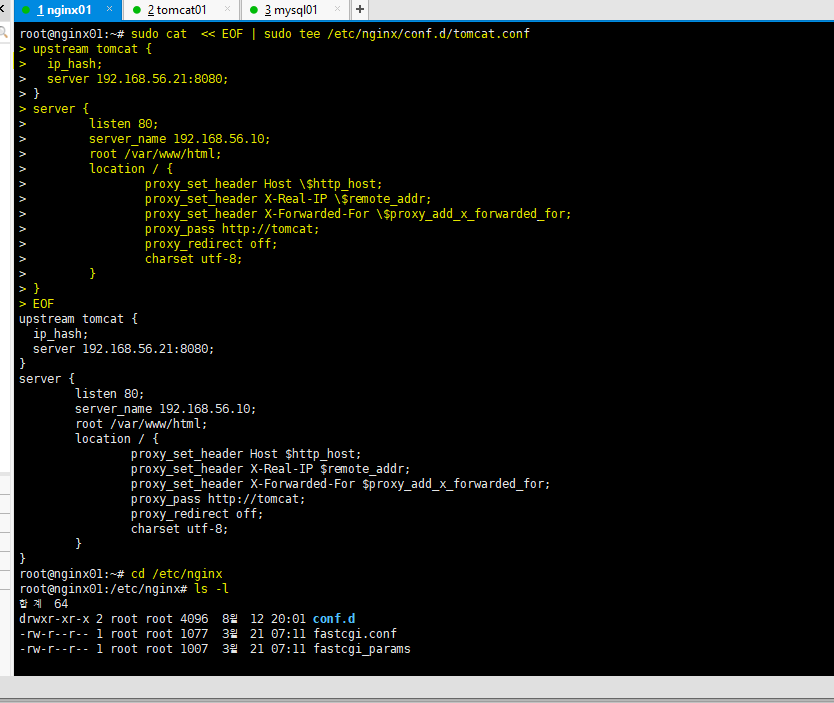 1 nginx01 × 2 tomcat01 × 3 mysql01 × +
root@nginx01:~# sudo cat  << EOF | sudo tee /etc/nginx/conf.d/tomcat.conf
> upstream tomcat {
>   ip_hash;
>   server 192.168.56.21:8080;
> }
> server {
>         listen 80;
>         server_name 192.168.56.10;
>         root /var/www/html;
>         location / {
>                 proxy_set_header Host \$http_host;
>                 proxy_set_header X-Real-IP \$remote_addr;
>                 proxy_set_header X-Forwarded-For \$proxy_add_x_forwarded_for;
>                 proxy_pass http://tomcat;
>                 proxy_redirect off;
>                 charset utf-8;
>         }
> }
> EOF
upstream tomcat {
  ip_hash;
  server 192.168.56.21:8080;
}
server {
        listen 80;
        server_name 192.168.56.10;
        root /var/www/html;
        location / {
                proxy_set_header Host $http_host;
                proxy_set_header X-Real-IP $remote_addr;
                proxy_set_header X-Forwarded-For $proxy_add_x_forwarded_for;
                proxy_pass http://tomcat;
                proxy_redirect off;
                charset utf-8;
        }
}
root@nginx01:~# cd /etc/nginx
root@nginx01:/etc/nginx# ls -l
합계 64
drwxr-xr-x 2 root root 4096  8월 12 20:01 conf.d
-rw-r--r-- 1 root root 1077  3월 21 07:11 fastcgi.conf
-rw-r--r-- 1 root root 1007  3월 21 07:11 fastcgi_params